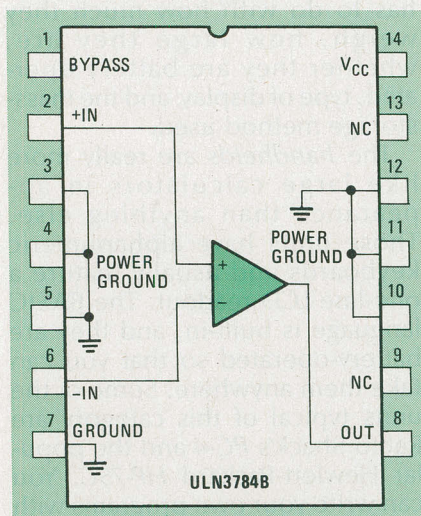 1
14
BYPASS
VCC
2
13
+IN
NC
3
12
4
11
POWER
GROUND
POWER
GROUND
5
10
+
−
6
9
−IN
NC
7
8
GROUND
OUT
ULN3784B